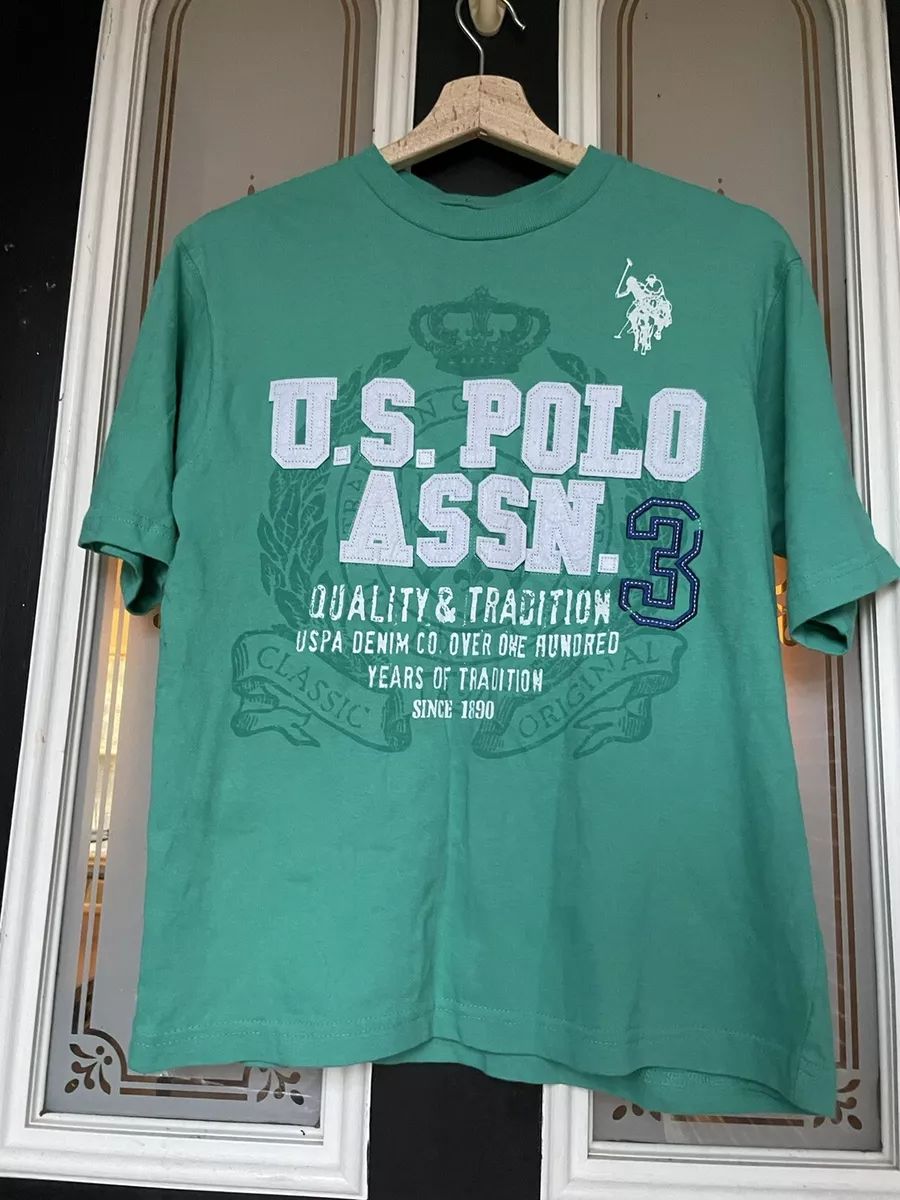 U.S. POLO
ASSN.
3
QUALITY & TRADITION
USPA DENIM CO. OVER ONE HUNDRED
YEARS OF TRADITION
SINCE 1890
CLASSIC
ORIGINAL